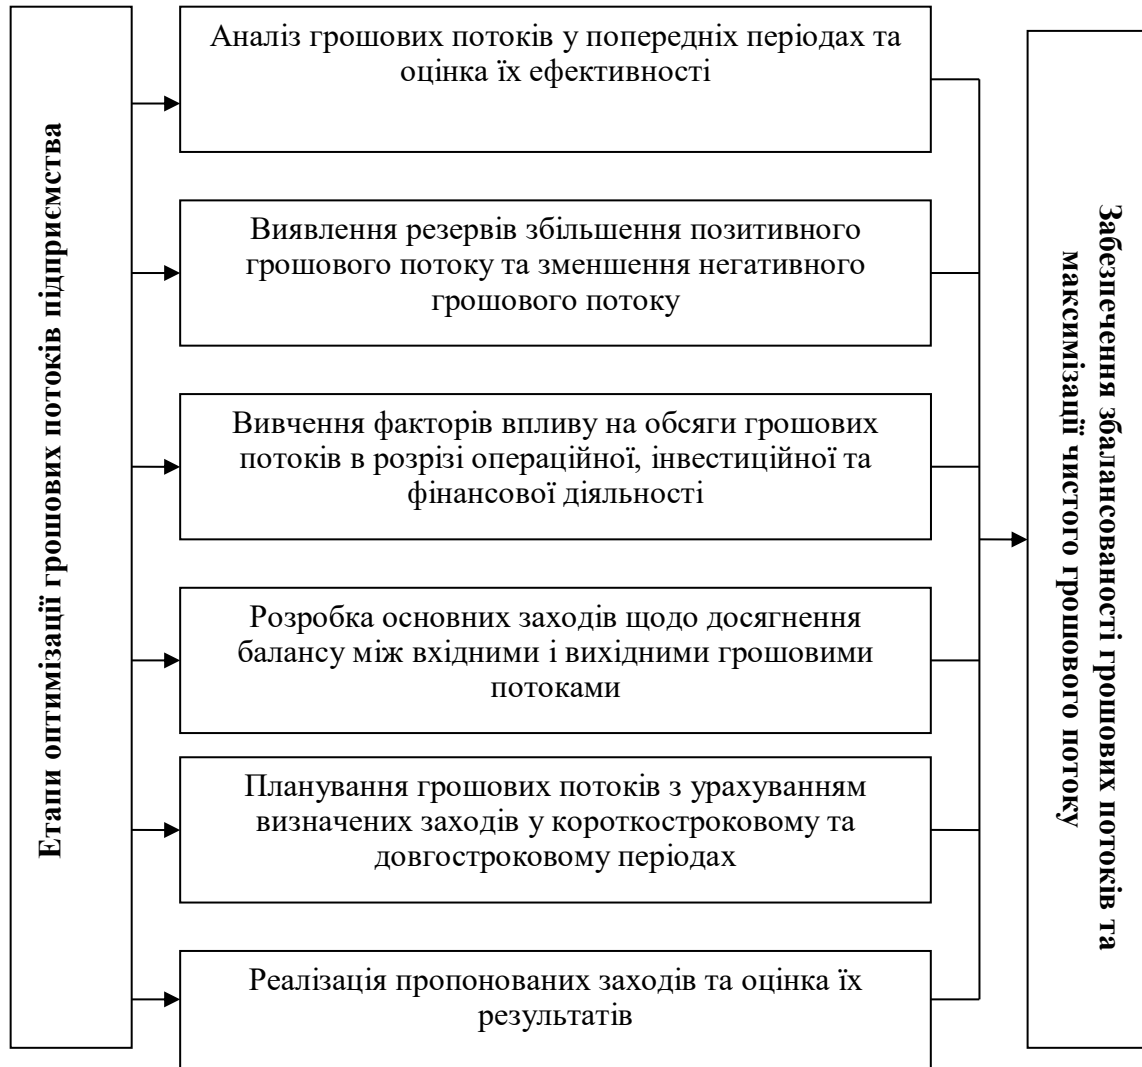 Етапи оптимізації грошових потоків підприємства
Аналіз грошових потоків у попередніх періодах та
оцінка їх ефективності
Виявлення резервів збільшення позитивного
грошового потоку та зменшення негативного
грошового потоку
Вивчення факторів впливу на обсяги грошових
потоків в розрізі операційної, інвестиційної та
фінансової діяльності
Розробка основних заходів щодо досягнення
балансу між вхідними і вихідними грошовими
потоками
Планування грошових потоків з урахуванням
визначених заходів у короткостроковому та
довгостроковому періодах
Реалізація пропонованих заходів та оцінка їх
результатів
Забезпечення збалансованості грошових потоків та
максимізації чистого грошового потоку